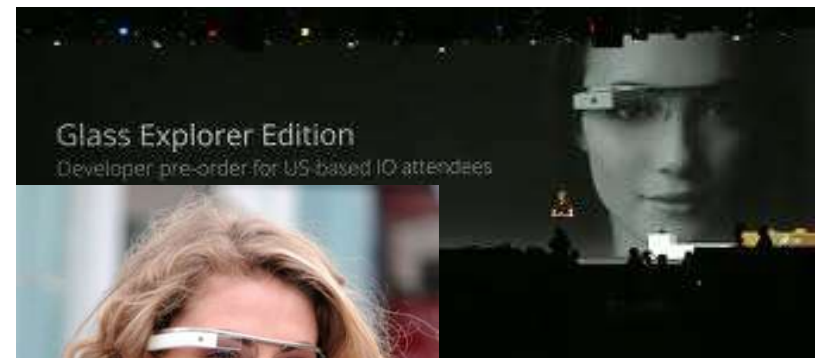 Glass Explorer Edition
Developer pre-order for US-based IO attendees